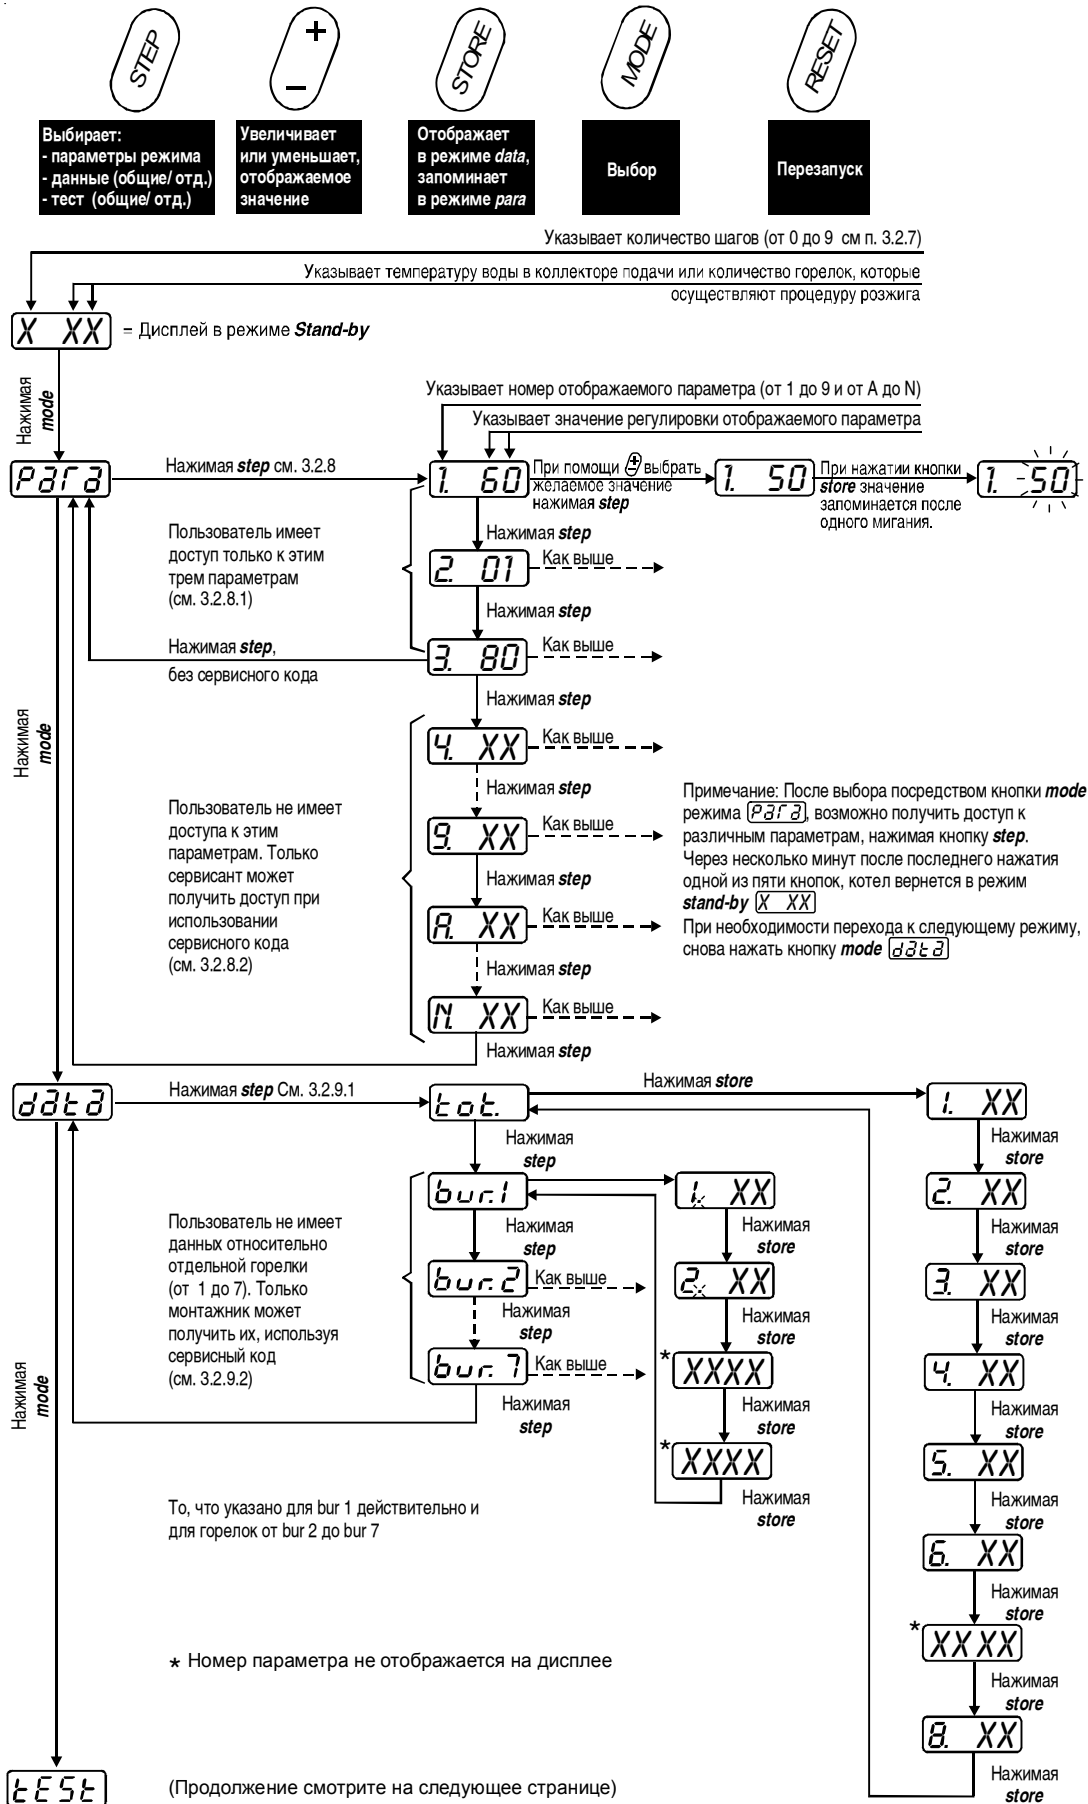 STEP
+
−
STORE
MODE
RESET
Выбирает:
- параметры режима
- данные (общие/ отд.)
- тест (общие/ отд.)
Увеличивает
или уменьшает,
отображаемое
значение
Отображает
в режиме data,
запоминает
в режиме para
Выбор
Перезапуск
Указывает количество шагов (от 0 до 9 см п. 3.2.7)
Указывает температуру воды в коллекторе подачи или количество горелок, которые
осуществляют процедуру розжига
X XX
= Дисплей в режиме Stand-by
Нажимая
mode
Указывает номер отображаемого параметра (от 1 до 9 и от A до N)
Указывает значение регулировки отображаемого параметра
Para
Нажимая step см. 3.2.8
1. 60
При помощи + выбрать
желаемое значение
нажимая step
1. 50
При нажатии кнопки
store значение
запоминается после
одного мигания.
1. 50
Пользователь имеет
доступ только к этим
трем параметрам
(см. 3.2.8.1)
Нажимая step
2. 01
Как выше
Нажимая step
Нажимая step,
без сервисного кода
3. 80
Как выше
Нажимая step
Нажимая
mode
4. XX
Как выше
Нажимая step
Пользователь не имеет
доступа к этим
параметрам. Только
сервисант может
получить доступ при
использовании
сервисного кода
(см. 3.2.8.2)
9. XX
Как выше
Нажимая step
A. XX
Как выше
Нажимая step
N. XX
Как выше
Нажимая step
Примечание: После выбора посредством кнопки mode
режима Para, возможно получить доступ к
различным параметрам, нажимая кнопку step.
Через несколько минут после последнего нажатия
одной из пяти кнопок, котел вернется в режим
stand-by X XX
При необходимости перехода к следующему режиму,
снова нажать кнопку mode data
data
Нажимая step См. 3.2.9.1
tot.
Нажимая store
1. XX
Нажимая
store
2. XX
Нажимая
store
3. XX
Нажимая
store
4. XX
Нажимая
store
5. XX
Нажимая
store
6. XX
Нажимая
store
* XXXX
Нажимая
store
8. XX
Нажимая
store
Нажимая
step
bur.1
Нажимая
step
bur.2
Как выше
Нажимая
step
bur.7
Как выше
Нажимая
step
1. XX
Нажимая
store
2. XX
Нажимая
store
* XXXX
Нажимая
store
* XXXX
Нажимая
store
Пользователь не имеет
данных относительно
отдельной горелки
(от 1 до 7). Только
монтажник может
получить их, используя
сервисный код
(см. 3.2.9.2)
Нажимая
mode
То, что указано для bur 1 действительно и
для горелок от bur 2 до bur 7
* Номер параметра не отображается на дисплее
tESt
(Продолжение смотрите на следующее странице)